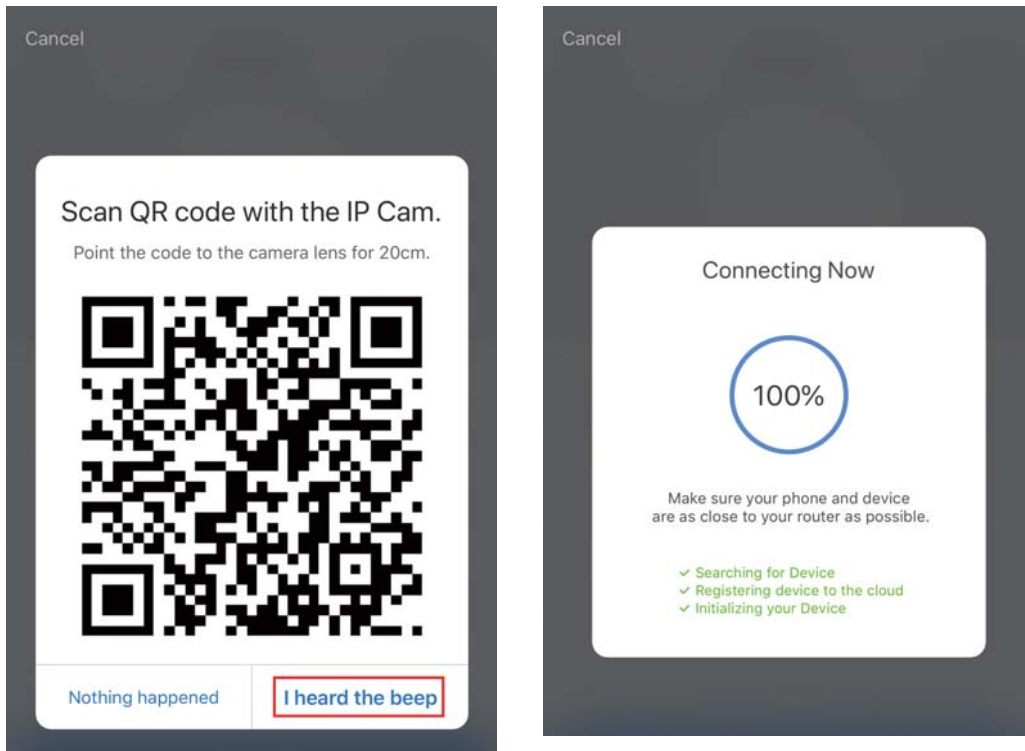 Cancel
Scan QR code with the IP Cam.
Point the code to the camera lens for 20cm.
Nothing happened
I heard the beep
Cancel
Connecting Now
100%
Make sure your phone and device
are as close to your router as possible.
✓ Searching for Device
✓ Registering device to the cloud
✓ Initializing your Device